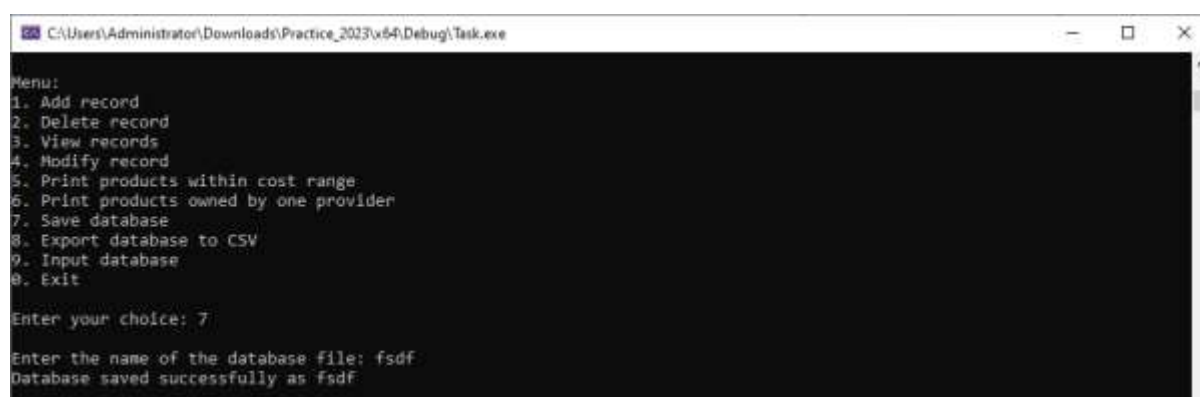 C:\Users\Administrator\Downloads\Practice_2023\x64\Debug\Task.exe
Menu:
1. Add record
2. Delete record
3. View records
4. Modify record
5. Print products within cost range
6. Print products owned by one provider
7. Save database
8. Export database to CSV
9. Input database
0. Exit
Enter your choice: 7
Enter the name of the database file: fsdf
Database saved successfully as fsdf